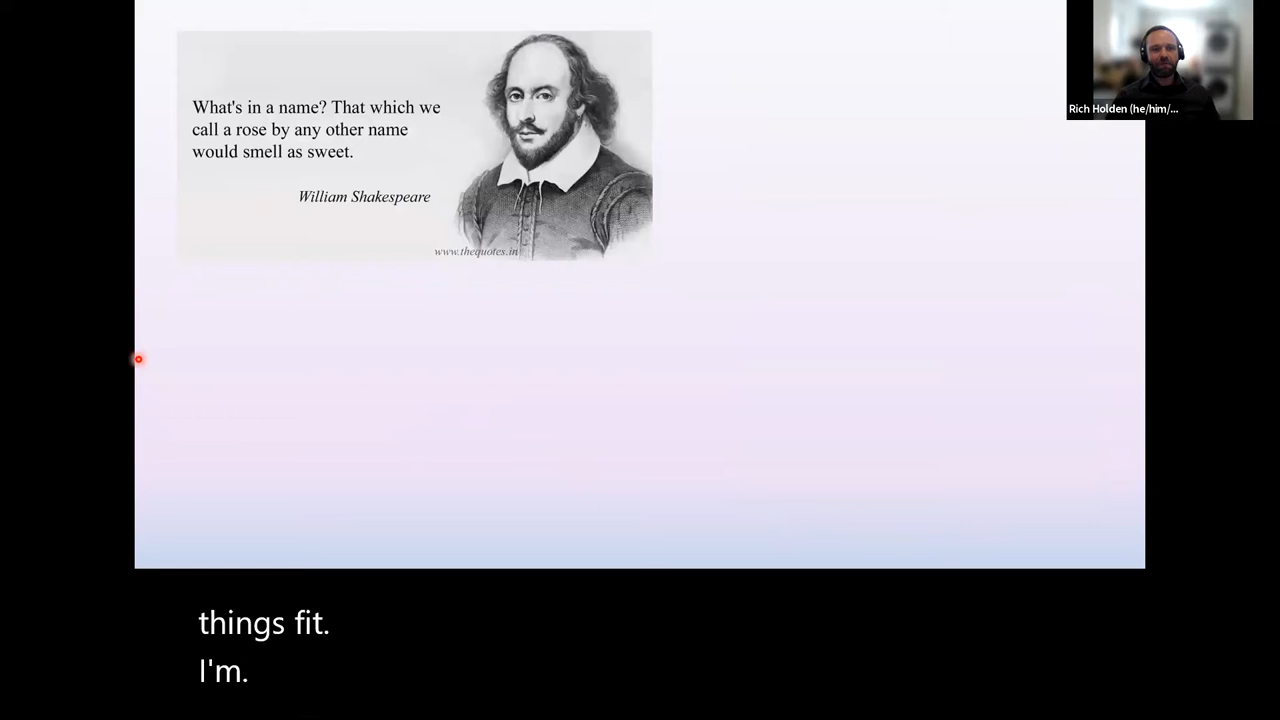 What's in a name? That which we
call a rose by any other name
would smell as sweet.
William Shakespeare
www.thequotes.in
Rich Holden (he/him/...
things fit.
I'm.